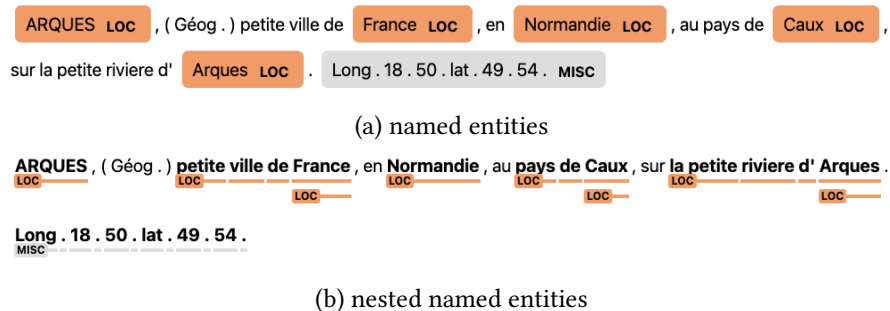 ARQUES LOC , ( Géog . ) petite ville de France LOC , en Normandie LOC , au pays de Caux LOC ,
sur la petite riviere d' Arques LOC . Long . 18 . 50 . lat . 49 . 54 . MISC
(a) named entities
ARQUES , ( Géog . ) petite ville de France , en Normandie , au pays de Caux , sur la petite riviere d' Arques .
LOC LOC LOC LOC LOC
LOC LOC LOC
Long . 18 . 50 . lat . 49 . 54 .
MISC
(b) nested named entities